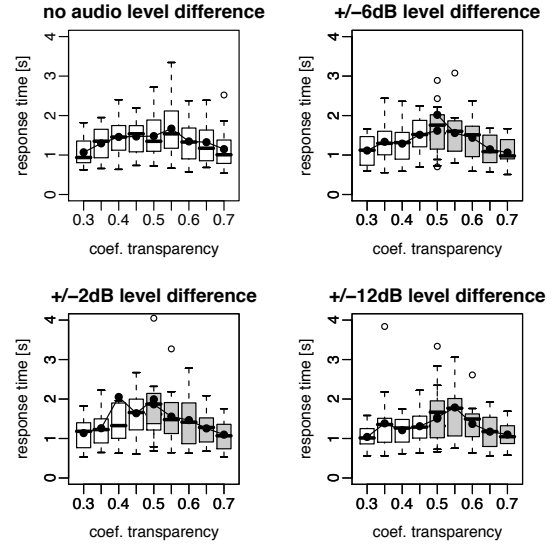 no audio level difference
response time [s]
4
3
2
1
0
0.3 0.4 0.5 0.6 0.7
coef. transparency
+/−6dB level difference
response time [s]
4
3
2
1
0
0.3 0.4 0.5 0.6 0.7
coef. transparency
+/−2dB level difference
response time [s]
4
3
2
1
0
0.3 0.4 0.5 0.6 0.7
coef. transparency
+/−12dB level difference
response time [s]
4
3
2
1
0
0.3 0.4 0.5 0.6 0.7
coef. transparency